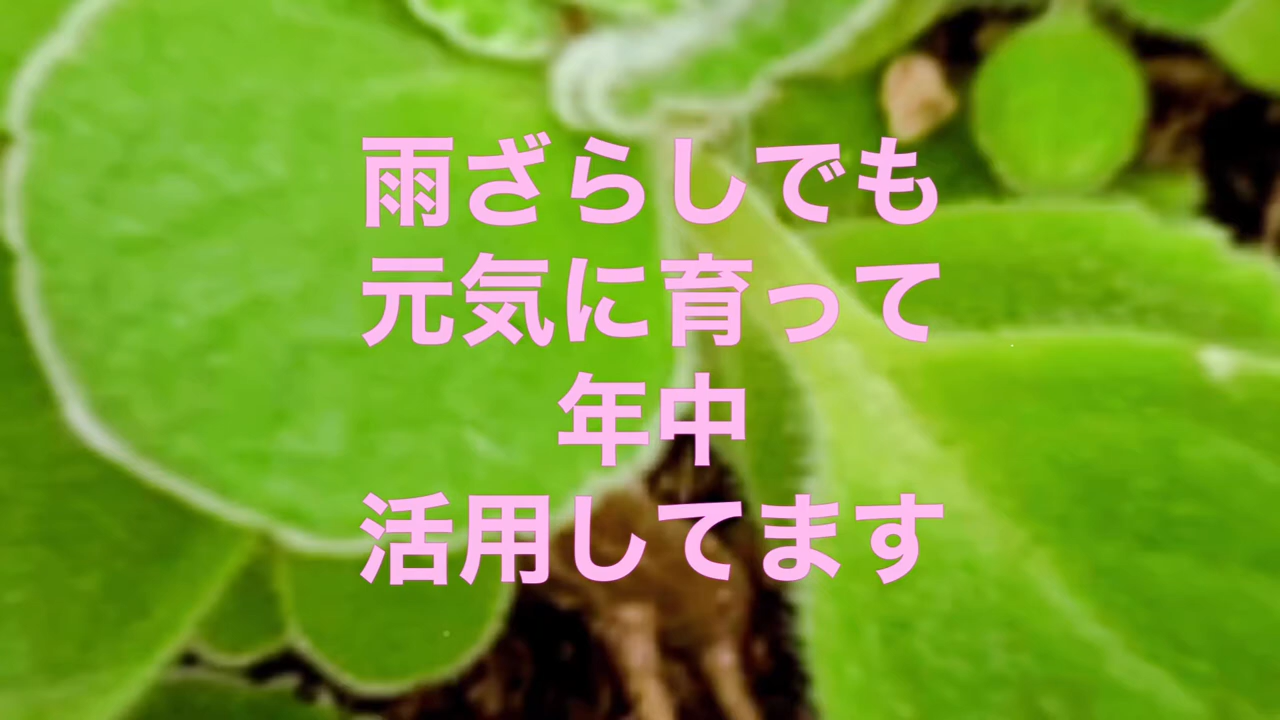 雨ざらしでも
元気に育って
年中
活用してます